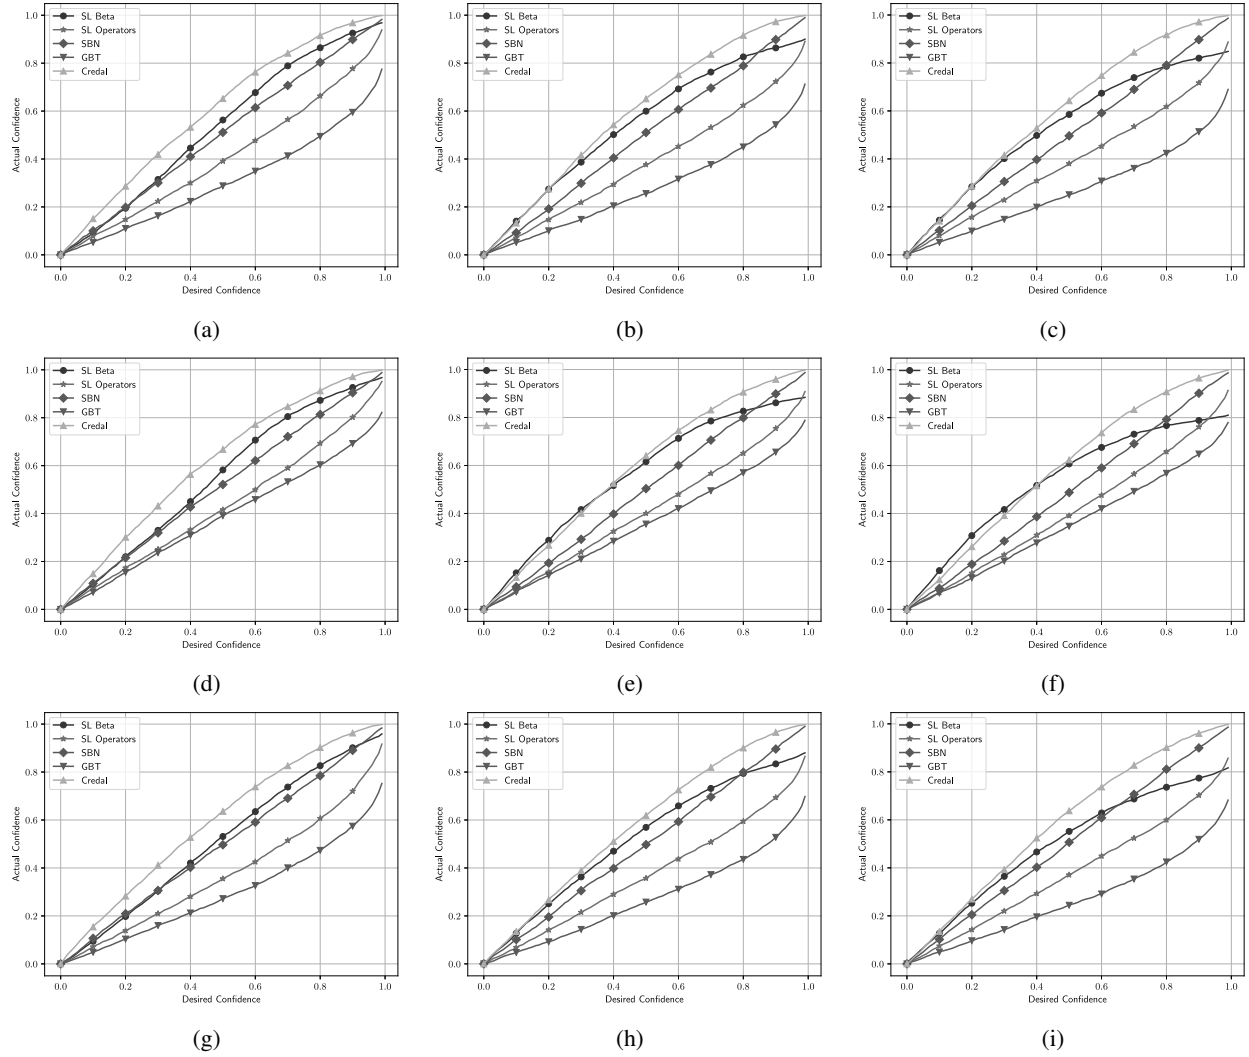 1.0
0.8
0.6
0.4
0.2
0.0
Actual Confidence
SL Beta
SL Operators
SBN
GBT
Credal
0.0 0.2 0.4 0.6 0.8 1.0
Desired Confidence
(a)
1.0
0.8
0.6
0.4
0.2
0.0
Actual Confidence
SL Beta
SL Operators
SBN
GBT
Credal
0.0 0.2 0.4 0.6 0.8 1.0
Desired Confidence
(b)
1.0
0.8
0.6
0.4
0.2
0.0
Actual Confidence
SL Beta
SL Operators
SBN
GBT
Credal
0.0 0.2 0.4 0.6 0.8 1.0
Desired Confidence
(c)
1.0
0.8
0.6
0.4
0.2
0.0
Actual Confidence
SL Beta
SL Operators
SBN
GBT
Credal
0.0 0.2 0.4 0.6 0.8 1.0
Desired Confidence
(d)
1.0
0.8
0.6
0.4
0.2
0.0
Actual Confidence
SL Beta
SL Operators
SBN
GBT
Credal
0.0 0.2 0.4 0.6 0.8 1.0
Desired Confidence
(e)
1.0
0.8
0.6
0.4
0.2
0.0
Actual Confidence
SL Beta
SL Operators
SBN
GBT
Credal
0.0 0.2 0.4 0.6 0.8 1.0
Desired Confidence
(f)
1.0
0.8
0.6
0.4
0.2
0.0
Actual Confidence
SL Beta
SL Operators
SBN
GBT
Credal
0.0 0.2 0.4 0.6 0.8 1.0
Desired Confidence
(g)
1.0
0.8
0.6
0.4
0.2
0.0
Actual Confidence
SL Beta
SL Operators
SBN
GBT
Credal
0.0 0.2 0.4 0.6 0.8 1.0
Desired Confidence
(h)
1.0
0.8
0.6
0.4
0.2
0.0
Actual Confidence
SL Beta
SL Operators
SBN
GBT
Credal
0.0 0.2 0.4 0.6 0.8 1.0
Desired Confidence
(i)